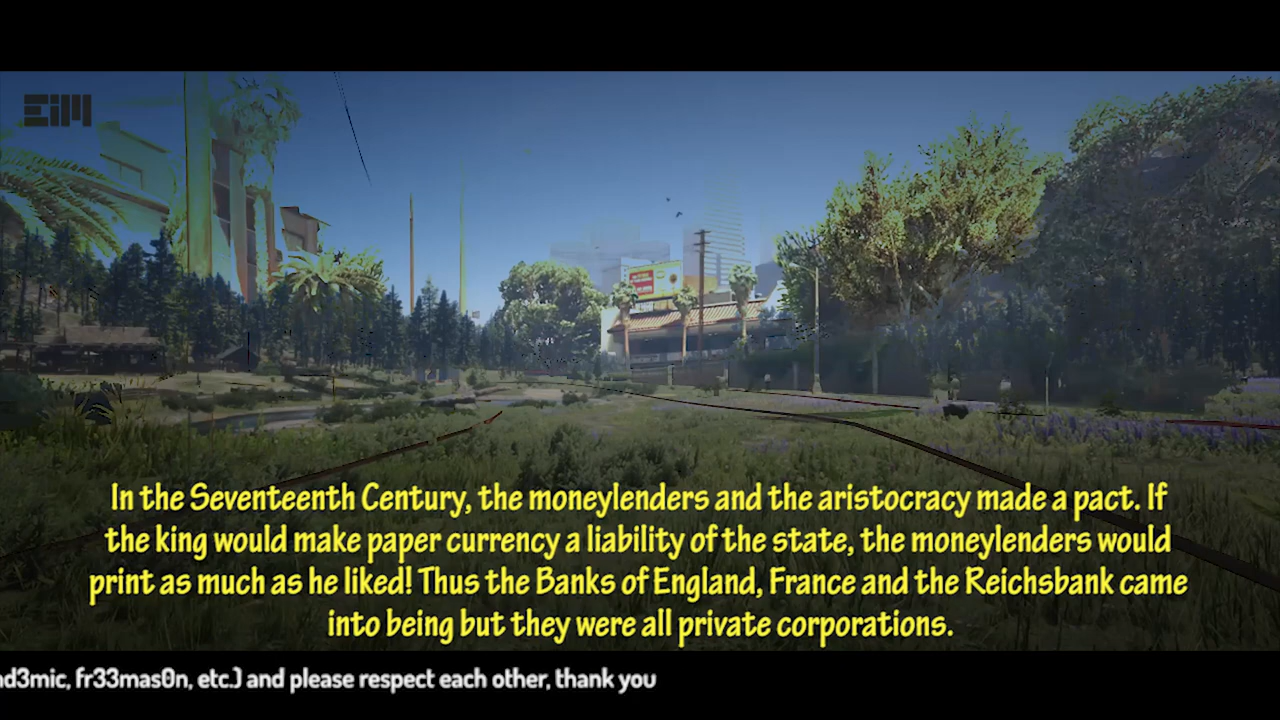 EiM
In the Seventeenth Century, the moneylenders and the aristocracy made a pact. If
the king would make paper currency a liability of the state, the moneylenders would
print as much as he liked! Thus the Banks of England, France and the Reichsbank came
into being but they were all private corporations.
d3mic, fr33mas0n, etc.) and please respect each other, thank you